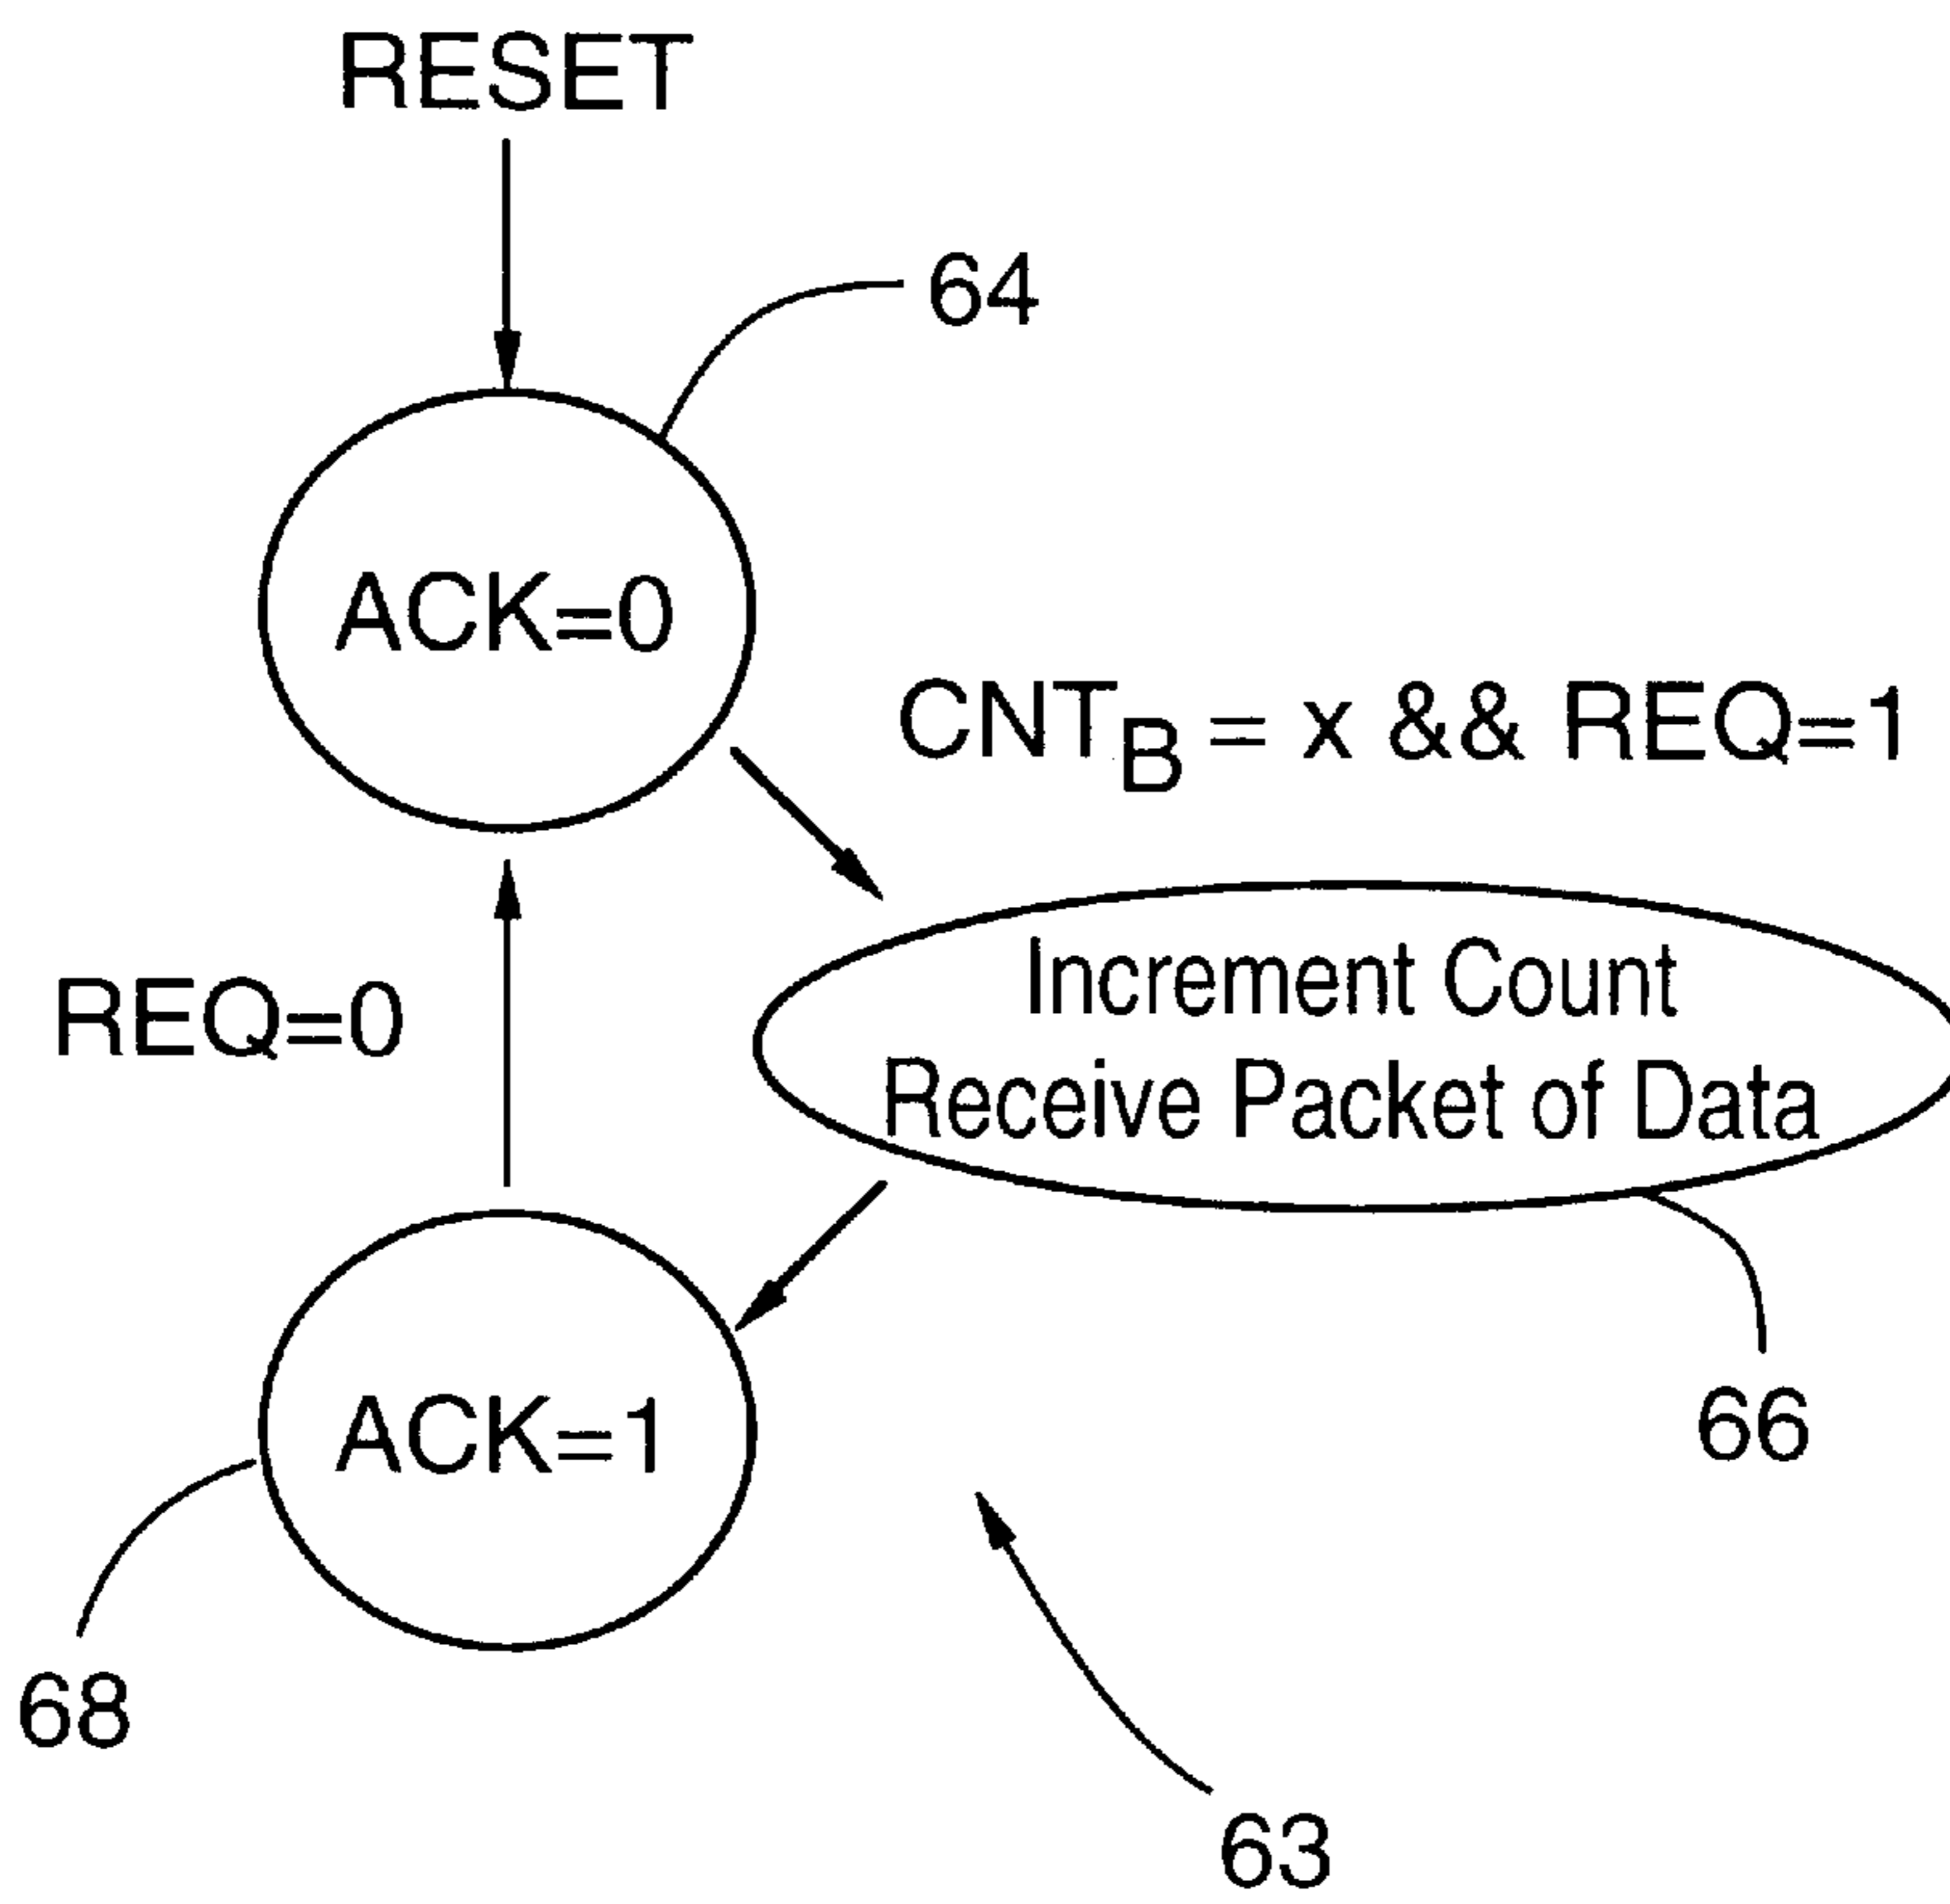 RESET
64
ACK=0
CNT_B = x && REQ=1
Increment Count
REQ=0
Receive Packet of Data
ACK=1
66
68
63